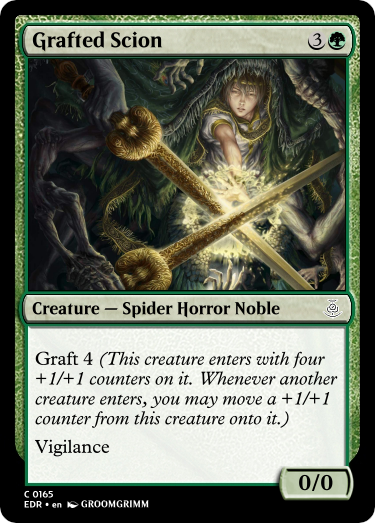 Grafted Scion 3
Creature — Spider Horror Noble
Graft 4 (This creature enters with four
+1/+1 counters on it. Whenever another
creature enters, you may move a +1/+1
counter from this creature onto it.)
Vigilance
0/0
C 0165
EDR • en GROOMGRIMM